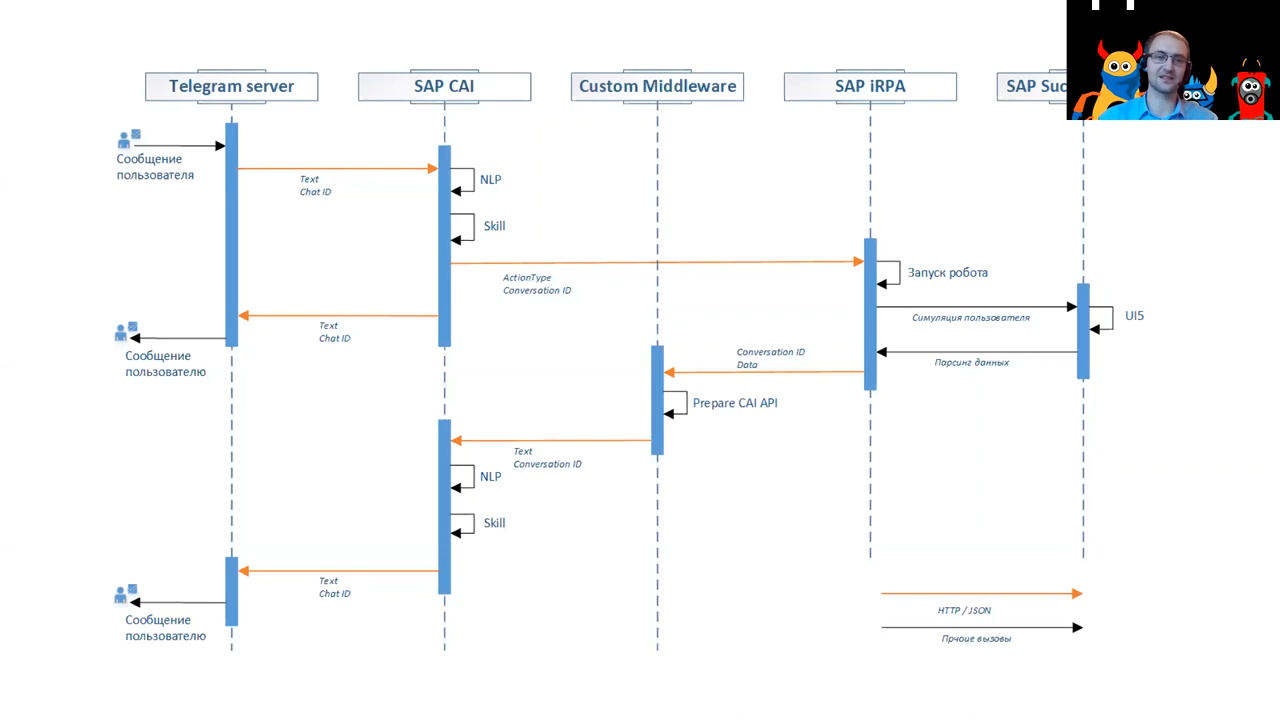 Telegram server
SAP CAI
Custom Middleware
SAP iRPA
SAP
Сообщение
пользователя
Text
Chat ID
NLP
Skill
ActionType
Conversation ID
Запуск робота
Симуляция пользователя
UI5
Text
Chat ID
Сообщение
пользователю
Conversation ID
Data
Парсинг данных
Prepare CAI API
Text
Conversation ID
NLP
Skill
Text
Chat ID
Сообщение
пользователю
HTTP / JSON
Прчоие вызовы